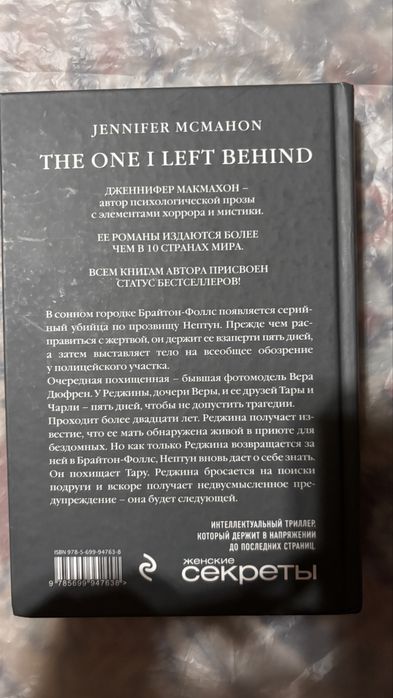 JENNIFER MCMAHON
THE ONE I LEFT BEHIND
ДЖЕННИФЕР МАКМАХОН –
автор психологической прозы
с элементами хоррора и мистики.
ЕЕ РОМАНЫ ИЗДАЮТСЯ БОЛЕЕ
ЧЕМ В 10 СТРАНАХ МИРА.
ВСЕМ КНИГАМ АВТОРА ПРИСВОЕН
СТАТУС БЕСТСЕЛЛЕРОВ!
В сонном городке Брайтон-Фоллс появляется серий-
ный убийца по прозвищу Нептун. Прежде чем рас-
правиться с жертвой, он держит ее взаперти пять дней,
а затем выставляет тело на всеобщее обозрение
у полицейского участка.
Очередная похищенная – бывшая фотомодель Вера
Дюфрен. У Реджины, дочери Веры, и ее друзей Тары и
Чарли – пять дней, чтобы не допустить трагедии.
Проходит более двадцати лет. Реджина получает из-
вестие, что ее мать обнаружена живой в приюте для
бездомных. Но как только Реджина возвращается за
ней в Брайтон-Фоллс, Нептун вновь дает о себе знать.
Он похищает Тару. Реджина бросается на поиски
подруги и вскоре получает недвусмысленное пре-
дупреждение – она будет следующей.
ИНТЕЛЛЕКТУАЛЬНЫЙ ТРИЛЛЕР,
КОТОРЫЙ ДЕРЖИТ В НАПРЯЖЕНИИ
ДО ПОСЛЕДНИХ СТРАНИЦ.
ISBN 978-5-699-94763-8
9 785699 947638 >
женские
секреты